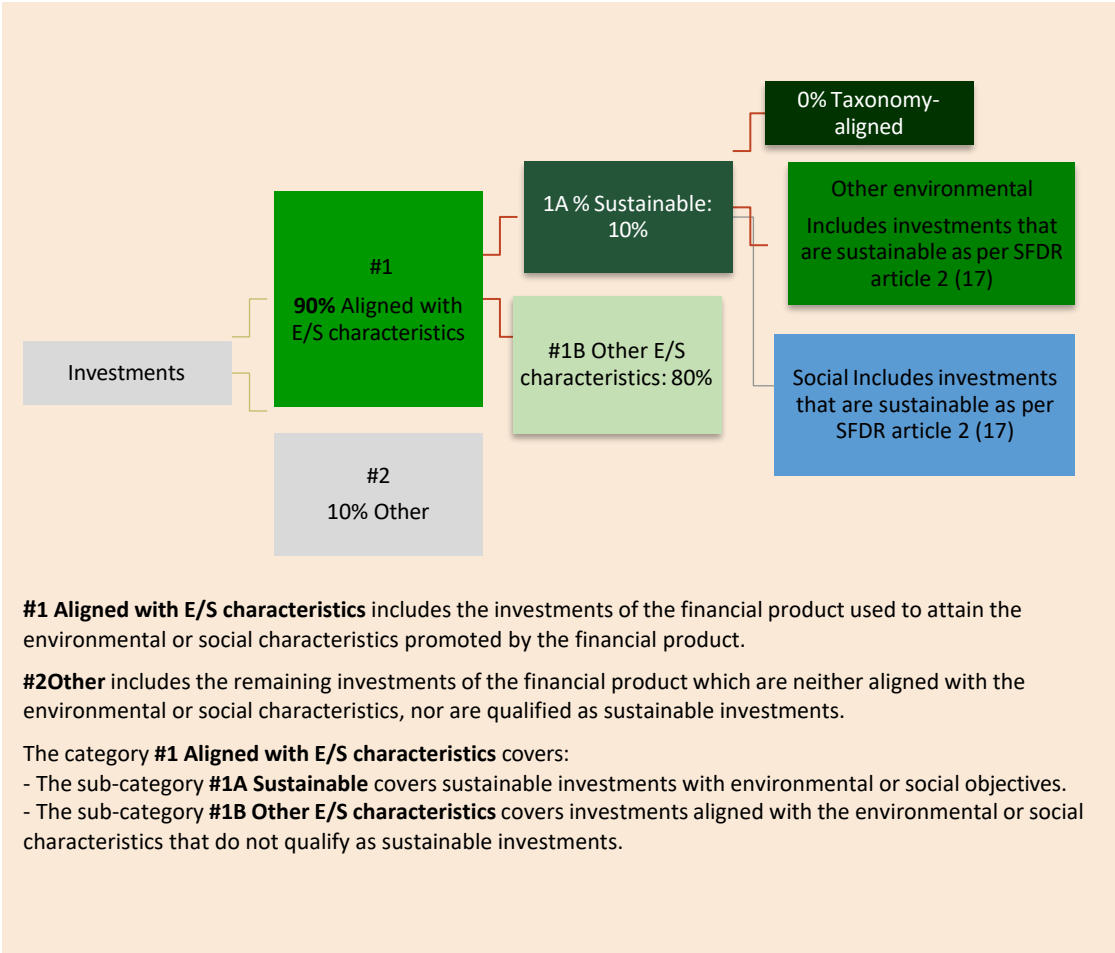 Investments
#1
90% Aligned with
E/S characteristics
#2
10% Other
1A % Sustainable:
10%
#1B Other E/S
characteristics: 80%
0% Taxonomy-
aligned
Other environmental
Includes investments that
are sustainable as per SFDR
article 2 (17)
Social Includes investments
that are sustainable as per
SFDR article 2 (17)
#1 Aligned with E/S characteristics includes the investments of the financial product used to attain the
environmental or social characteristics promoted by the financial product.
#2Other includes the remaining investments of the financial product which are neither aligned with the
environmental or social characteristics, nor are qualified as sustainable investments.
The category #1 Aligned with E/S characteristics covers:
- The sub-category #1A Sustainable covers sustainable investments with environmental or social objectives.
- The sub-category #1B Other E/S characteristics covers investments aligned with the environmental or social
characteristics that do not qualify as sustainable investments.